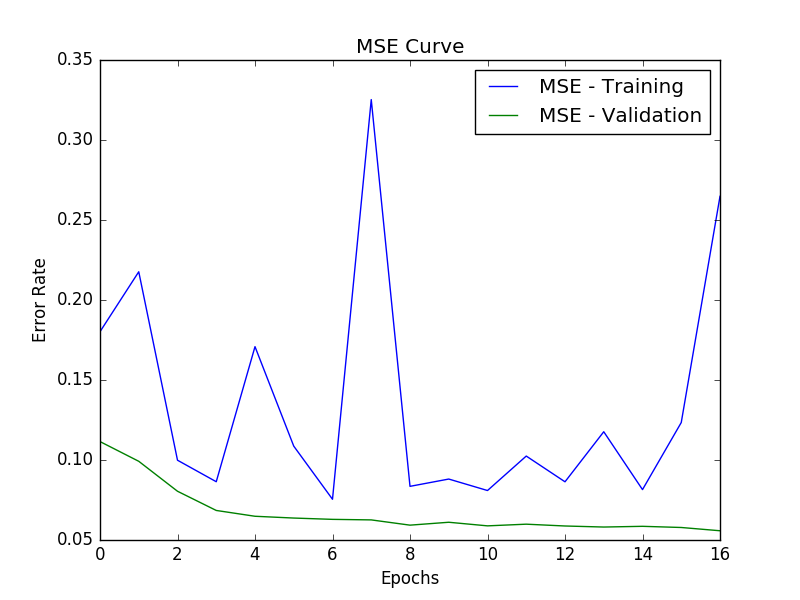 MSE Curve
0.35
MSE - Training
MSE - Validation
0.30
0.25
0.20
Error Rate
0.15
0.10
0.05
0 2 4 6 8 10 12 14 16
Epochs